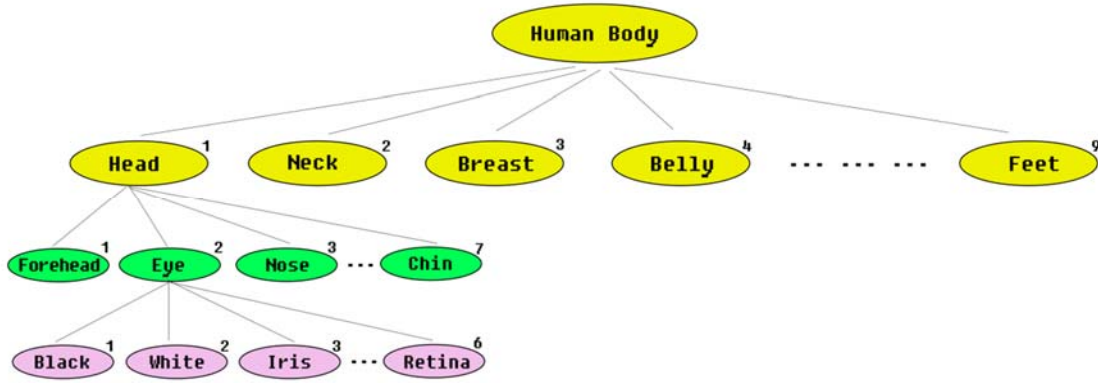 Human Body
Head 1 Neck 2 Breast 3 Belly 4 ... ... ... Feet 9
Forehead 1 Eye 2 Nose 3 ... Chin 7
Black 1 White 2 Iris 3 ... Retina 6